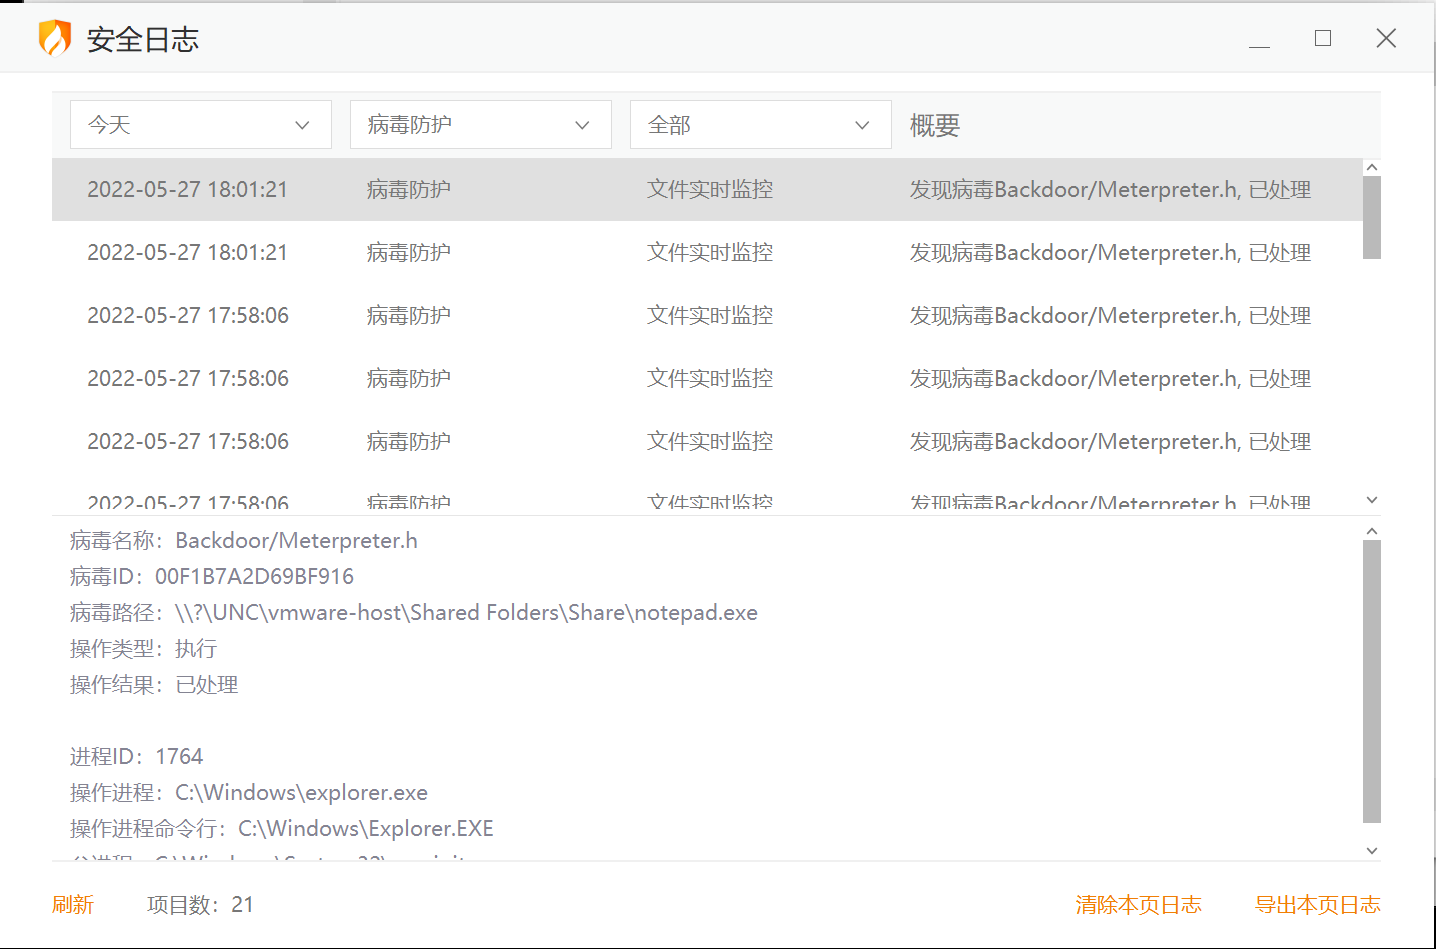 安全日志
今天 病毒防护 全部 概要
2022-05-27 18:01:21 病毒防护 文件实时监控 发现病毒Backdoor/Meterpreter.h, 已处理
2022-05-27 18:01:21 病毒防护 文件实时监控 发现病毒Backdoor/Meterpreter.h, 已处理
2022-05-27 17:58:06 病毒防护 文件实时监控 发现病毒Backdoor/Meterpreter.h, 已处理
2022-05-27 17:58:06 病毒防护 文件实时监控 发现病毒Backdoor/Meterpreter.h, 已处理
2022-05-27 17:58:06 病毒防护 文件实时监控 发现病毒Backdoor/Meterpreter.h, 已处理
2022-05-27 17:58:06 病毒防护 文件实时监控 发现病毒Backdoor/Meterpreter.h, 已处理
病毒名称：Backdoor/Meterpreter.h
病毒ID：00F1B7A2D69BF916
病毒路径：\\?\UNC\vmware-host\Shared Folders\Share\notepad.exe
操作类型：执行
操作结果：已处理
进程ID：1764
操作进程：C:\Windows\explorer.exe
操作进程命令行：C:\Windows\Explorer.EXE
刷新 项目数：21 清除本页日志 导出本页日志